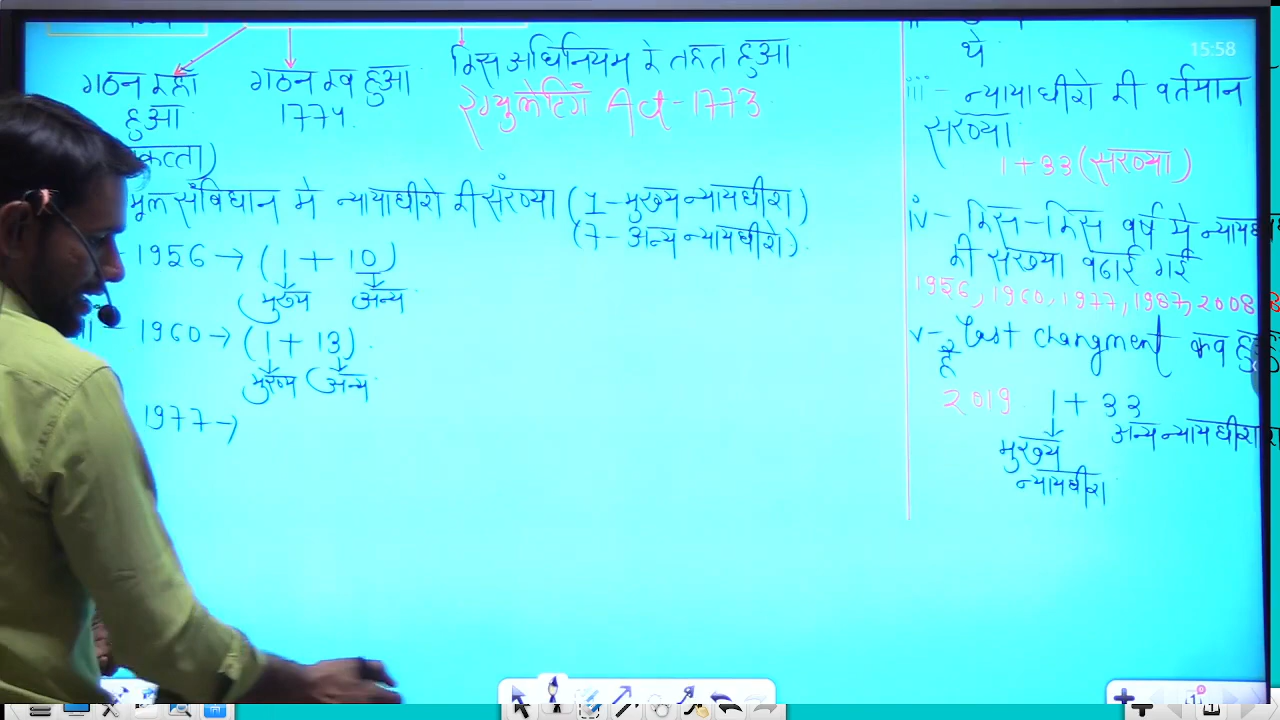 गठन कहाँ
हुआ
कत्ता)
गठन कब हुआ
1774
किस अधिनियम के तहत हुआ
रेग्युलेटिंग Act-1773
मूल संविधान मे न्यायाधीशो की संख्या (1-मुख्य न्यायधीश)
(7-अन्य न्यायधीशे)
1956 → (1 + 10)
मुख्य अन्य
1960 → (1 + 13)
मुख्य अन्य
1977 →
15:58
थे
iii - न्यायाधीशो की वर्तमान
संख्या
1+33 (संख्या)
iv - किस-किस वर्ष मे
की संख्या बढाई गई
1956, 1960, 1977, 1987, 2008
v- Last changment कब
है
2019 1+ 33
मुख्य
न्यायधीश
अन्य न्यायधीश